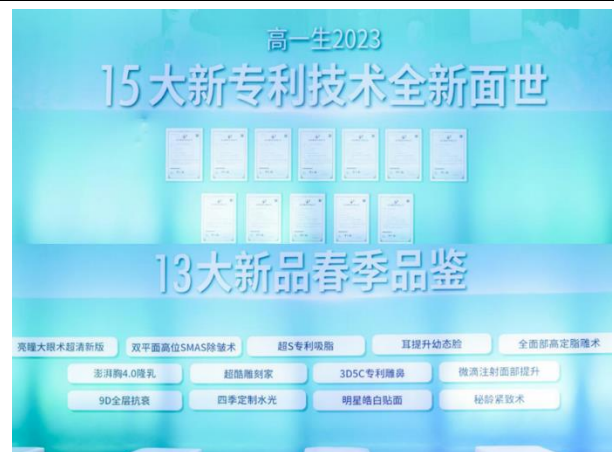 高一生2023
15大新专利技术全新面世
13大新品春季品鉴
亮瞳大眼术超清新版 双平面高位SMAS除皱术 超S专利吸脂 耳提升幼态脸 全面部高定脂雕术
澎湃胸4.0隆乳 超酷雕刻家 3D5C专利雕鼻 微滴注射面部提升
9D全层抗衰 四季定制水光 明星皓白贴面 秘龄紧致术